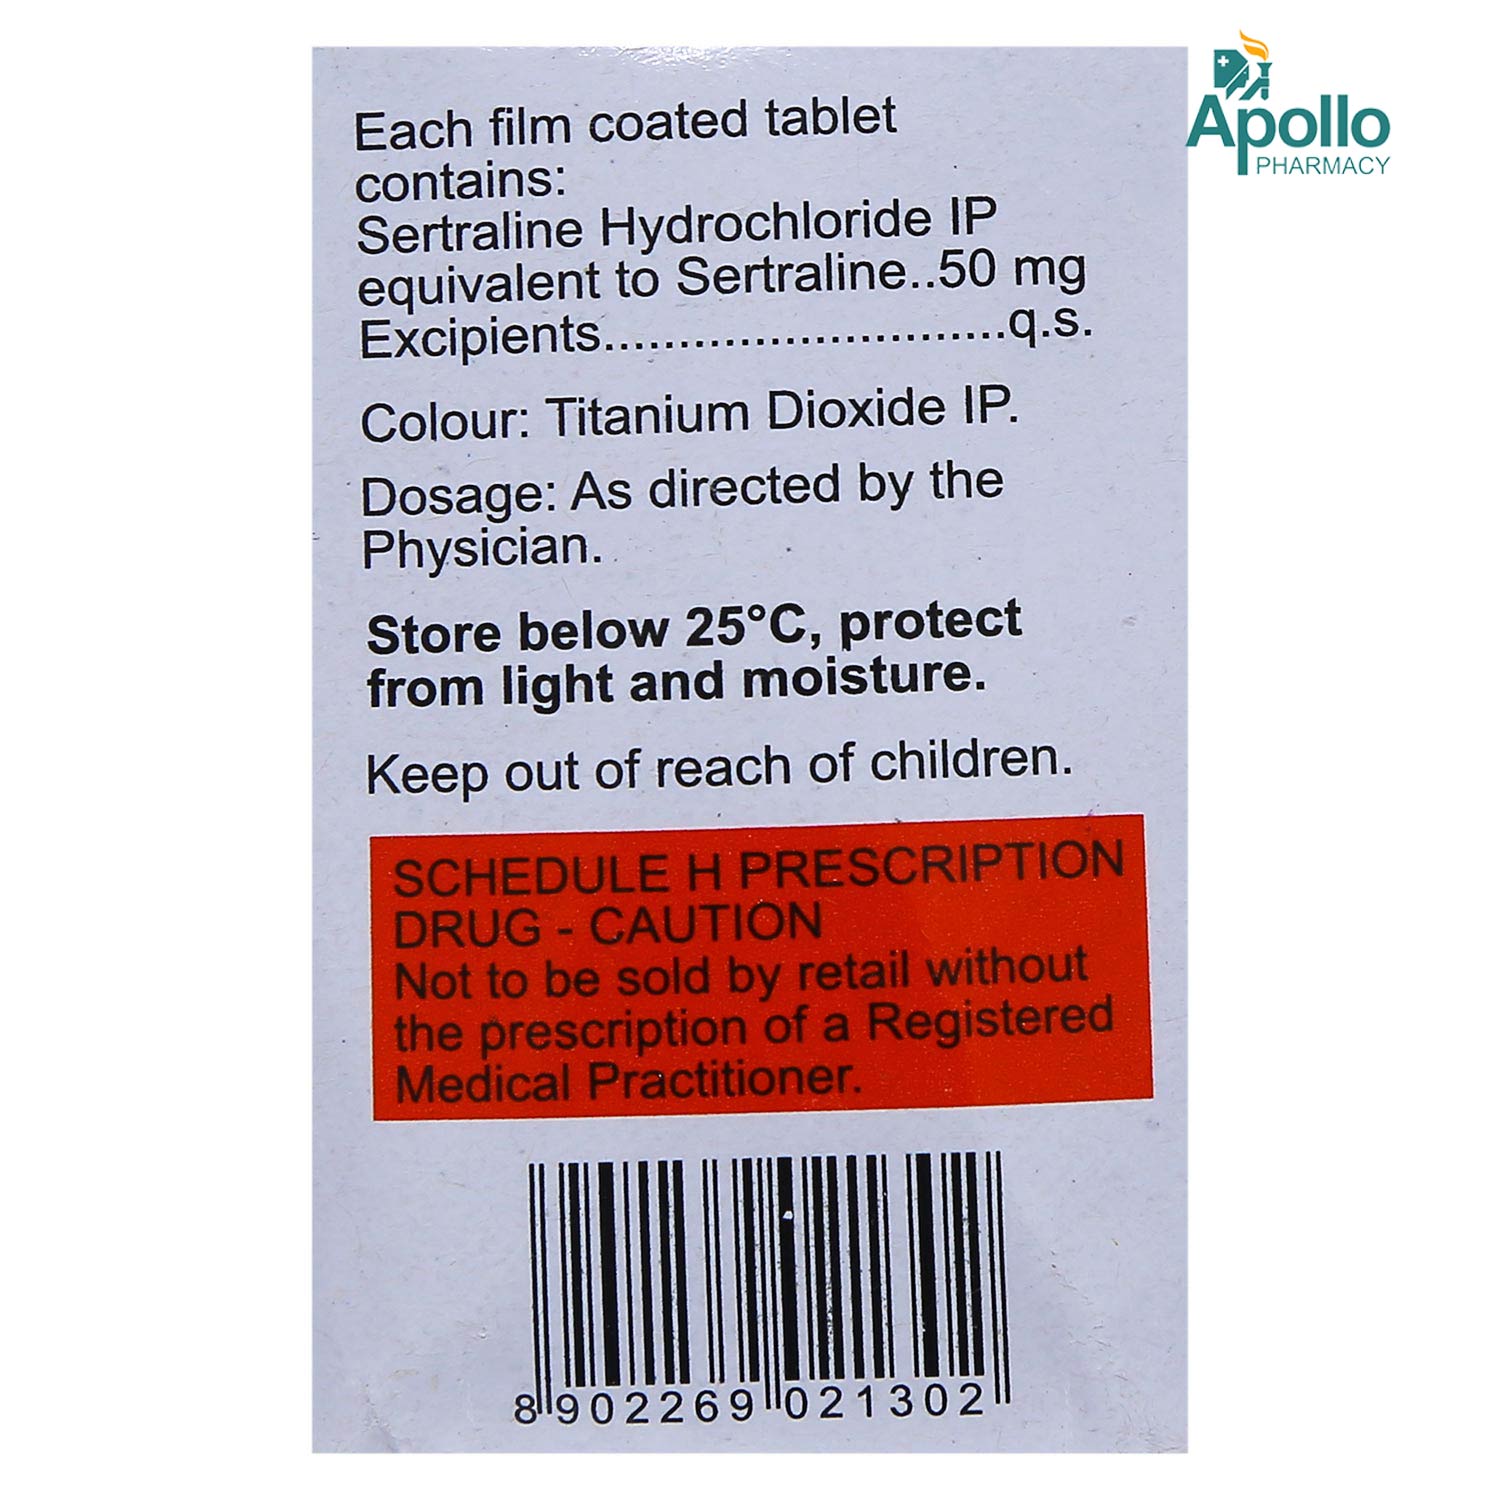 Apollo
PHARMACY
Each film coated tablet
contains:
Sertraline Hydrochloride IP
equivalent to Sertraline..50 mg
Excipients...........................q.s.
Colour: Titanium Dioxide IP.
Dosage: As directed by the
Physician.
Store below 25°C, protect
from light and moisture.
Keep out of reach of children.
SCHEDULE H PRESCRIPTION
DRUG - CAUTION
Not to be sold by retail without
the prescription of a Registered
Medical Practitioner.
8 902269 021302